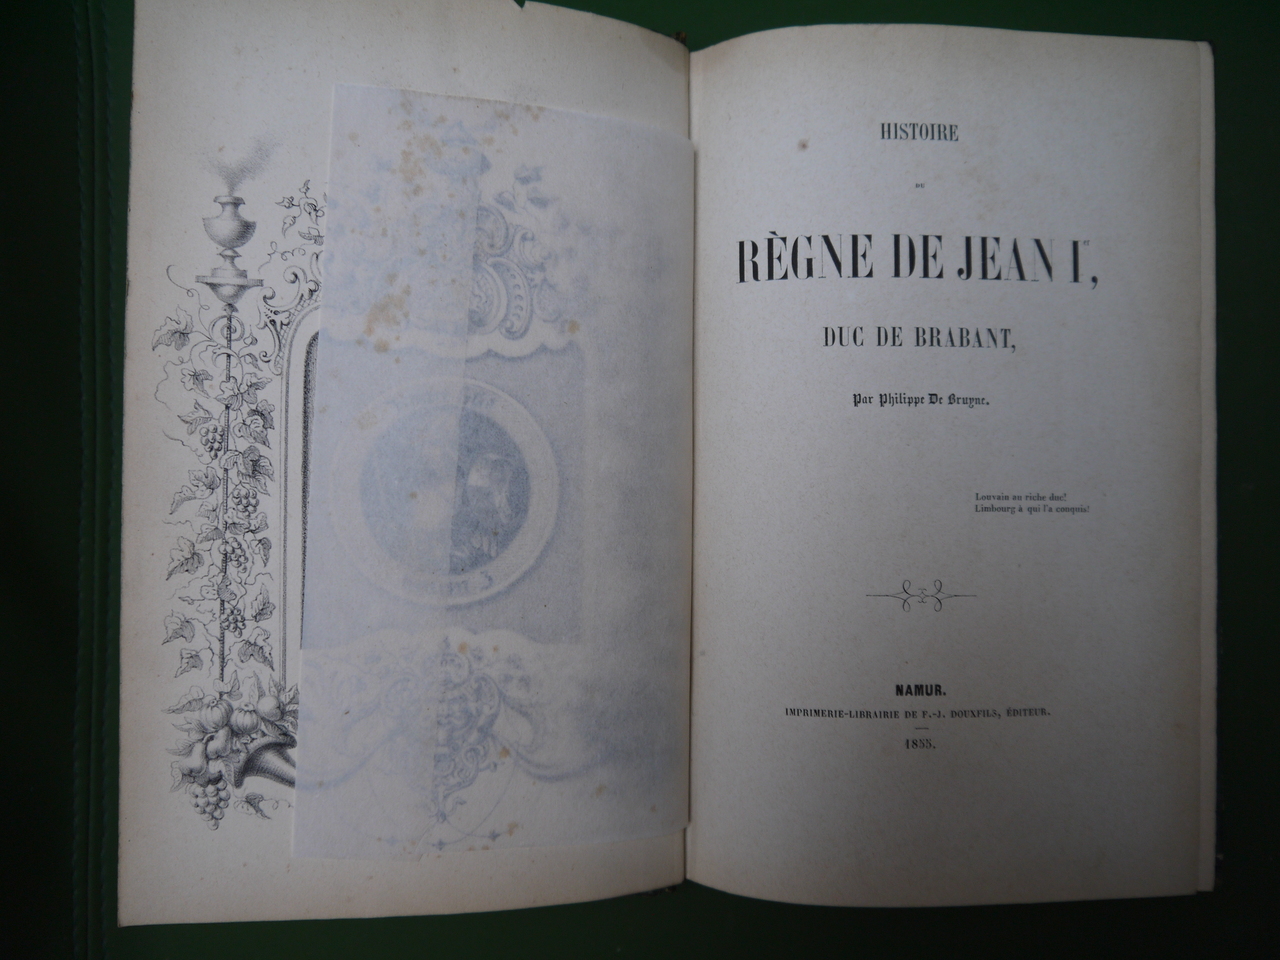 HISTOIRE
DU
RÈGNE DE JEAN Ier,
DUC DE BRABANT,
Par Philippe De Bruyne.
Louvain au riche duc!
Limbourg à qui l'a conquis!
NAMUR.
IMPRIMERIE-LIBRAIRIE DE F.-J. DOUXFILS, ÉDITEUR.
1855.